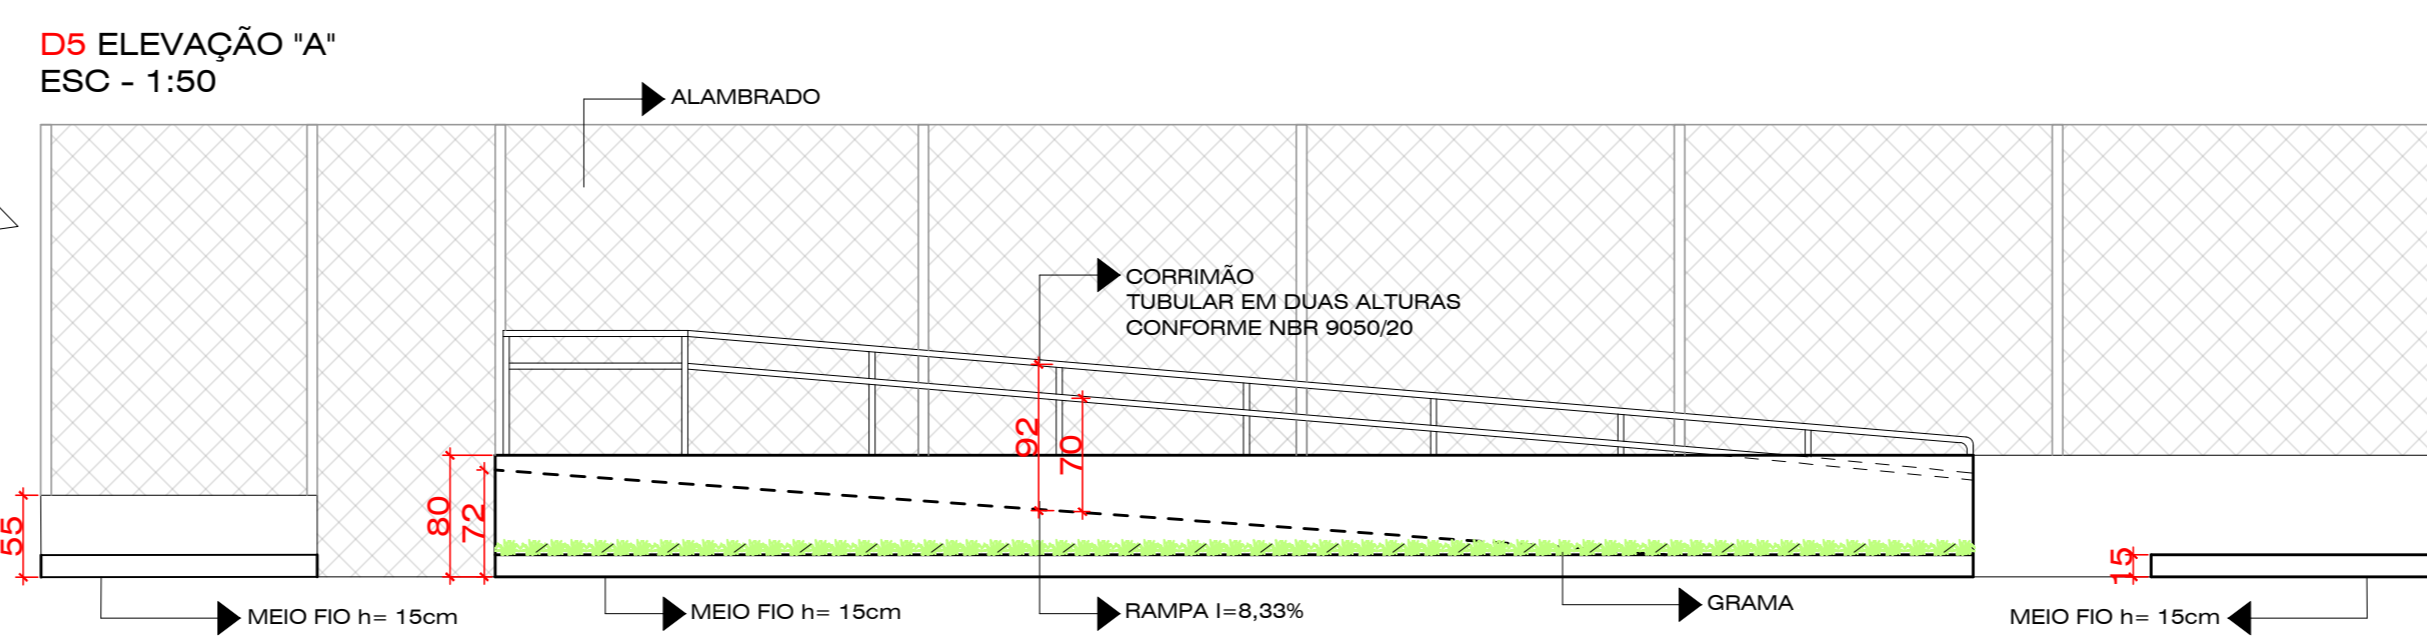 D5 ELEVAÇÃO "A"
ESC - 1:50
ALAMBRADO
CORRIMÃO
TUBULAR EM DUAS ALTURAS
CONFORME NBR 9050/20
92
70
80
72
55
15
MEIO FIO h= 15cm
MEIO FIO h= 15cm
RAMPA I=8,33%
GRAMA
MEIO FIO h= 15cm